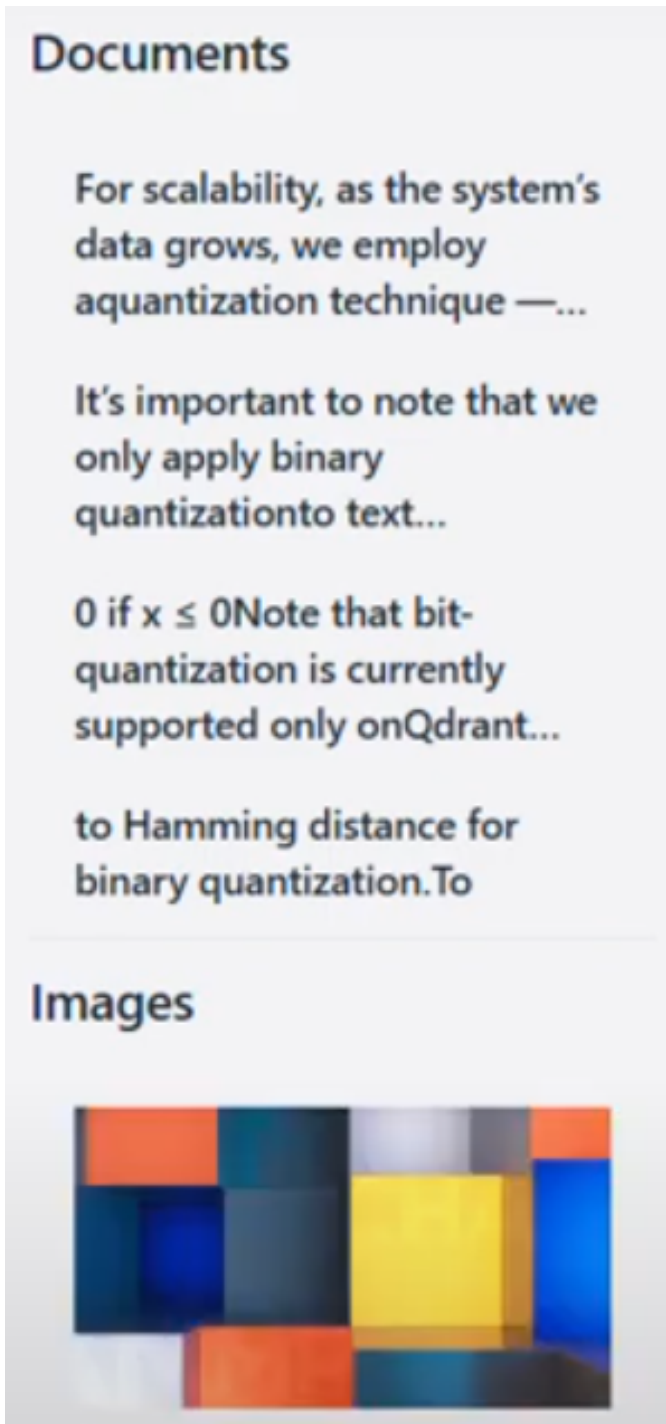 Documents
For scalability, as the system's
data grows, we employ
aquantization technique —...
It's important to note that we
only apply binary
quantizationto text...
0 if x ≤ 0Note that bit-
quantization is currently
supported only onQdrant...
to Hamming distance for
binary quantization.To
Images